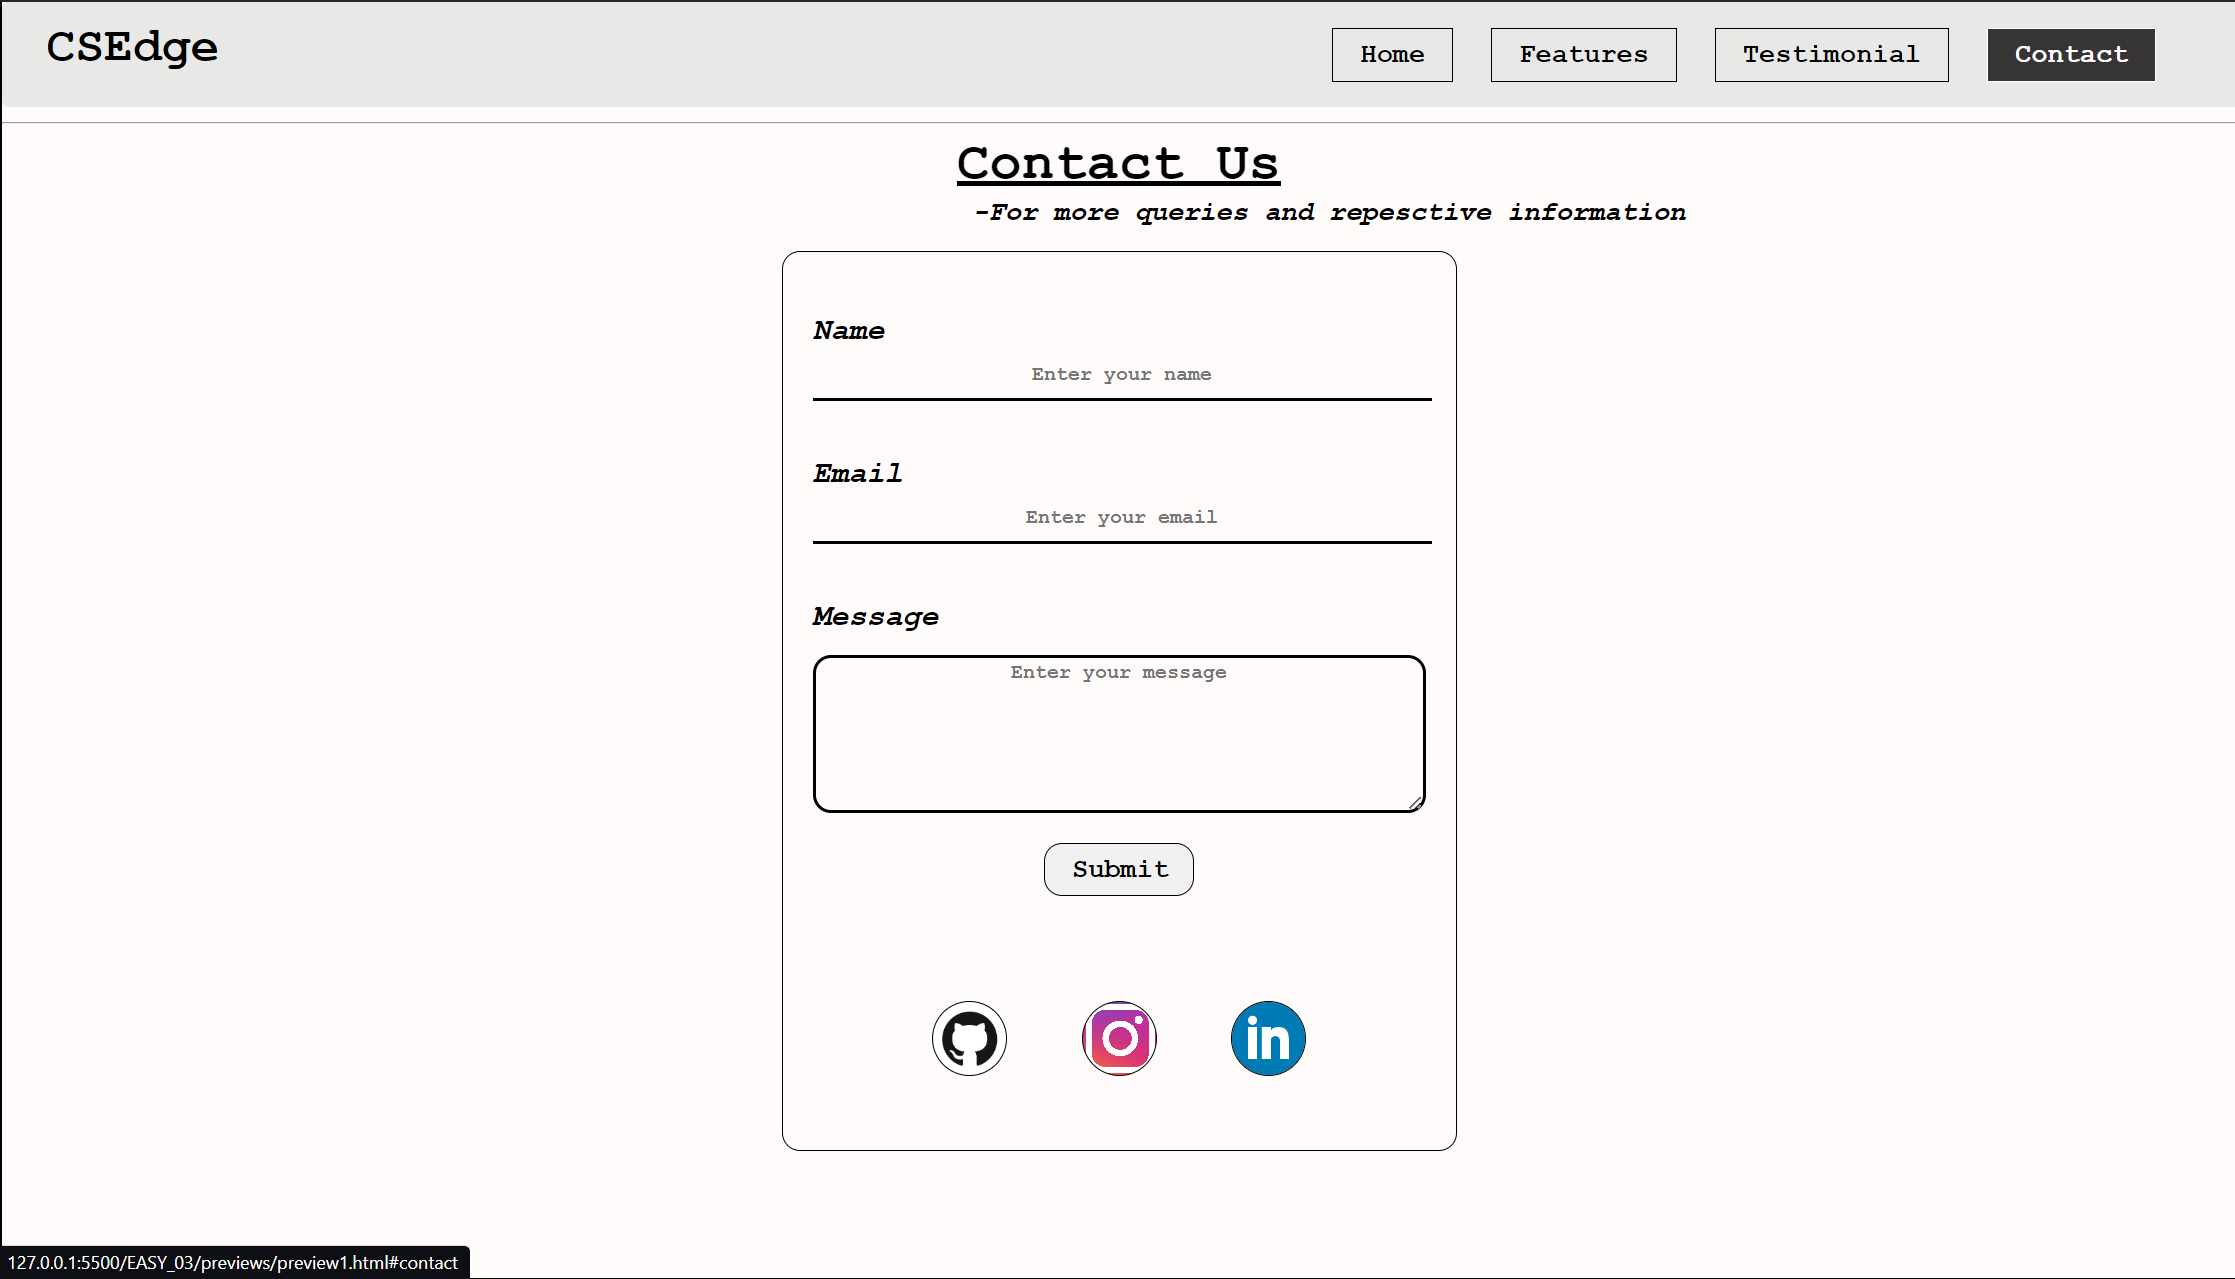 CSEdge
Home Features Testimonial Contact
Contact Us
-For more queries and repesctive information
Name
Enter your name
Email
Enter your email
Message
Enter your message
Submit
in
127.0.0.1:5500/EASY_03/previews/preview1.html#contact